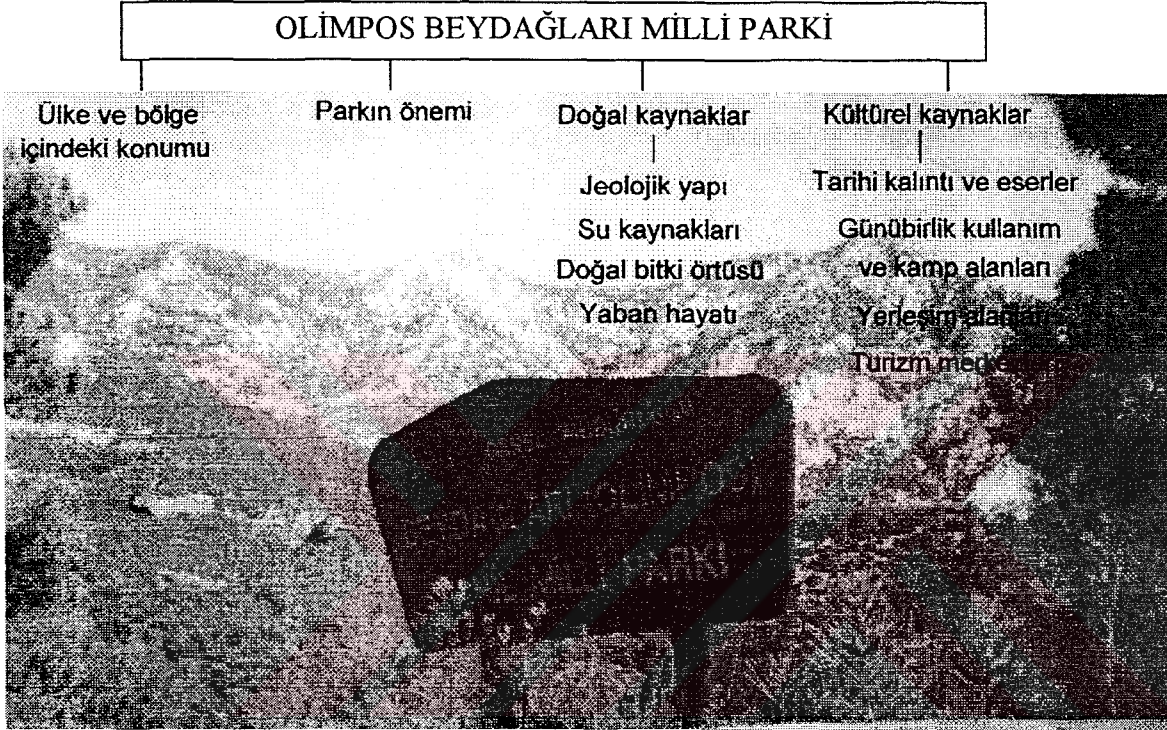 OLİMPOS BEYDAĞLARI MİLLİ PARKİ
Ülke ve bölge
içindeki konumu
Parkın önemi
Doğal kaynaklar
Jeolojik yapı
Su kaynakları
Doğal bitki örtüsü
Yaban hayatı
Kültürel kaynaklar
Tarihi kalıntı ve eserler
Günübirlik kullanım
ve kamp alanları
Yerleşim alanları
Turizm
PARKI